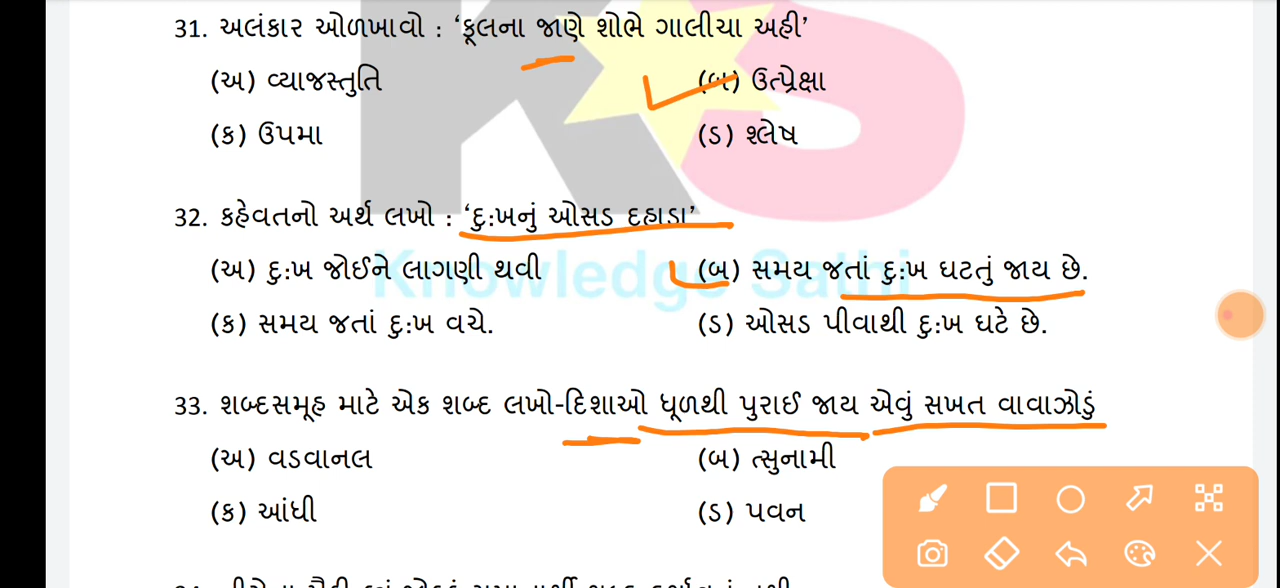 31. અલંકાર ઓળખાવો : ‘ફૂલના જાણે શોભે ગાલીચા અહી’
(અ) વ્યાજસ્તુતિ (બ) ઉત્પ્રેક્ષા
(ક) ઉપમા (ડ) શ્લેષ
32. કહેવતનો અર્થ લખો : ‘દુ:ખનું ઓસડ દહાડા’
(અ) દુ:ખ જોઈને લાગણી થવી (બ) સમય જતાં દુ:ખ ઘટતું જાય છે.
Knowledge Sathi
(ક) સમય જતાં દુ:ખ વધે. (ડ) ઓસડ પીવાથી દુ:ખ ઘટે છે.
33. શબ્દસમૂહ માટે એક શબ્દ લખો-દિશાઓ ધૂળથી પુરાઈ જાય એવું સખત વાવાઝોડું
(અ) વડવાનલ (બ) ત્સુનામી
(ક) આંધી (ડ) પવન